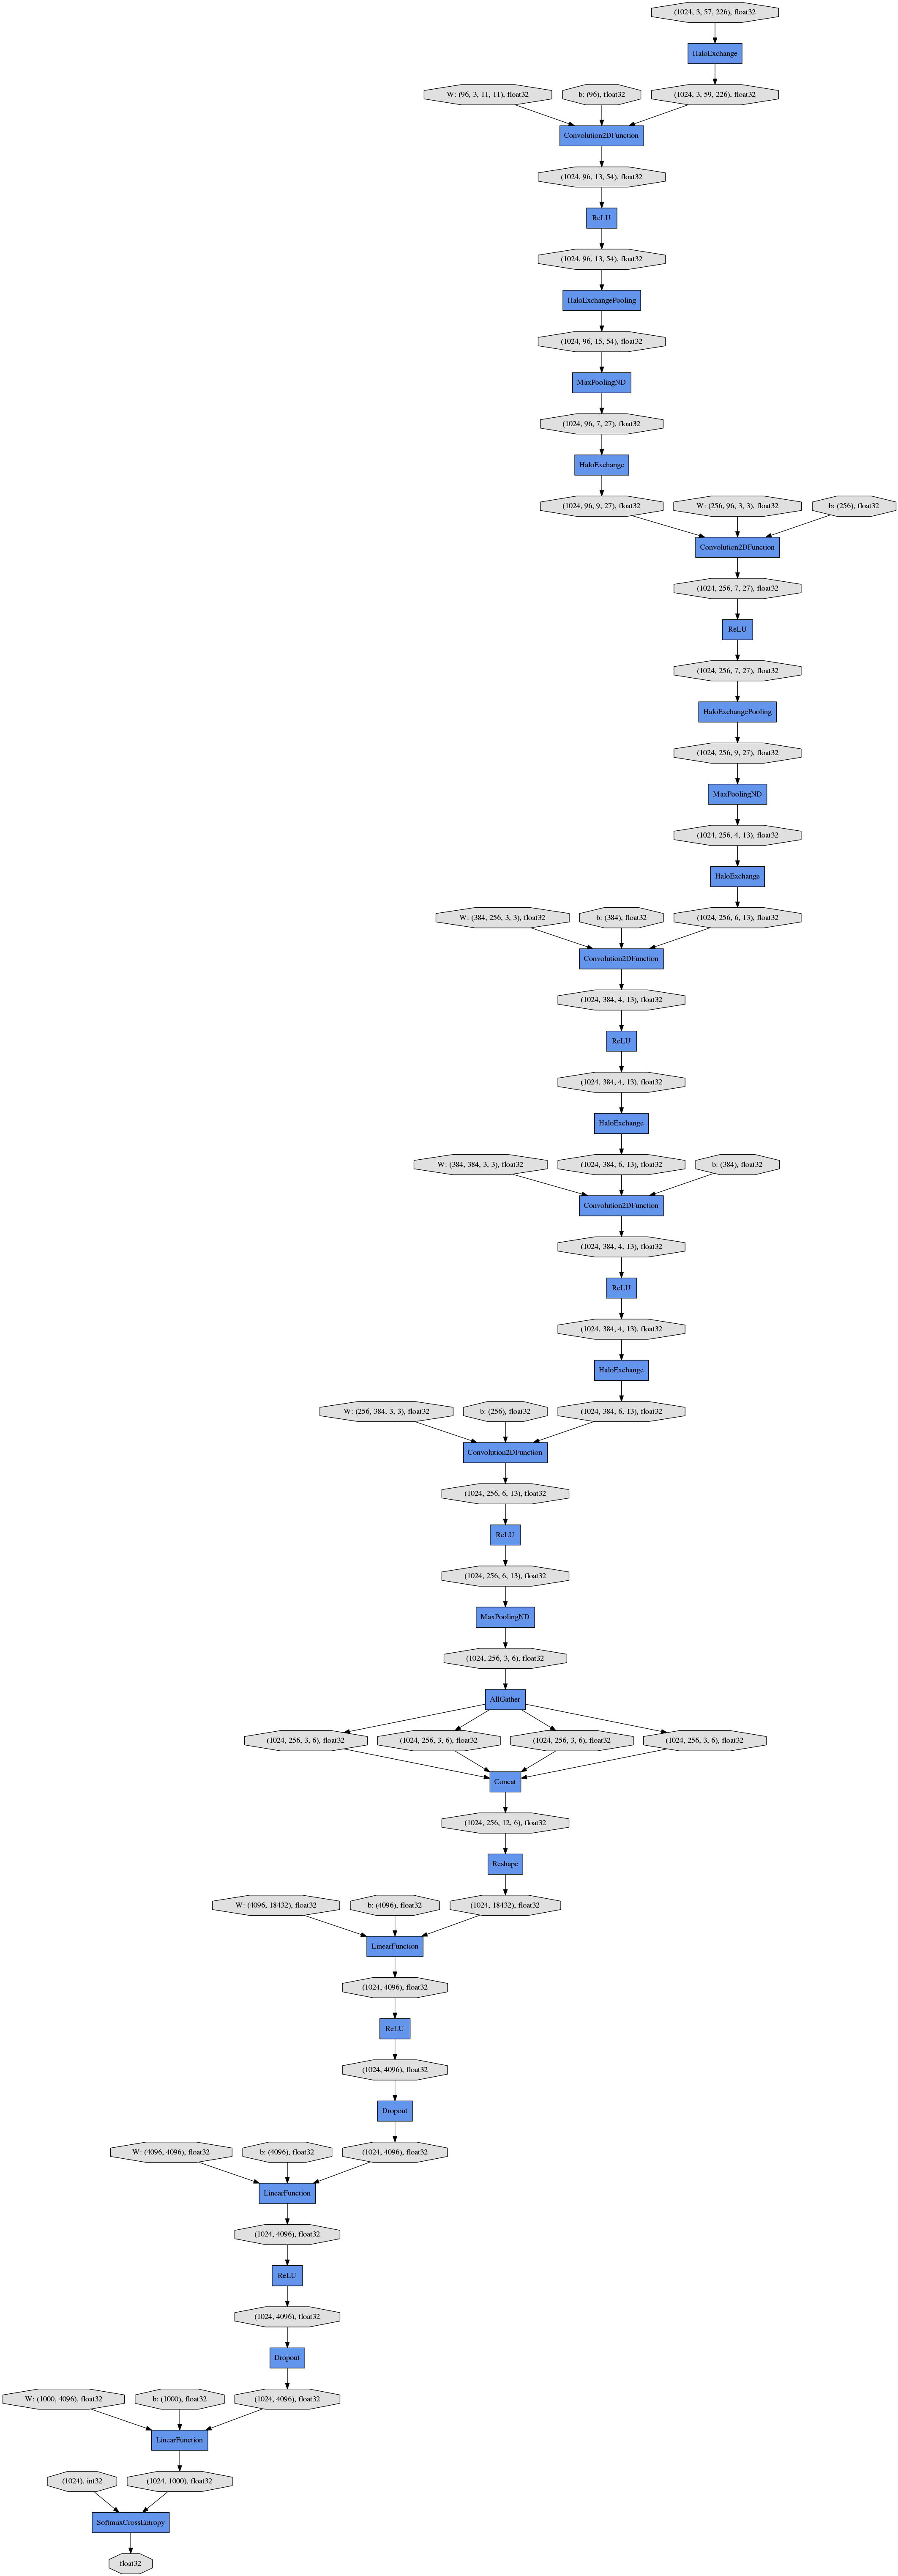 (1024, 3, 57, 226), float32
HaloExchange
W: (96, 3, 11, 11), float32
b: (96), float32
(1024, 3, 59, 226), float32
Convolution2DFunction
(1024, 96, 13, 54), float32
ReLU
(1024, 96, 13, 54), float32
HaloExchangePooling
(1024, 96, 15, 54), float32
MaxPoolingND
(1024, 96, 7, 27), float32
HaloExchange
(1024, 96, 9, 27), float32
W: (256, 96, 3, 3), float32
b: (256), float32
Convolution2DFunction
(1024, 256, 7, 27), float32
ReLU
(1024, 256, 7, 27), float32
HaloExchangePooling
(1024, 256, 9, 27), float32
MaxPoolingND
(1024, 256, 4, 13), float32
HaloExchange
W: (384, 256, 3, 3), float32
b: (384), float32
(1024, 256, 6, 13), float32
Convolution2DFunction
(1024, 384, 4, 13), float32
ReLU
(1024, 384, 4, 13), float32
HaloExchange
W: (384, 384, 3, 3), float32
(1024, 384, 6, 13), float32
b: (384), float32
Convolution2DFunction
(1024, 384, 4, 13), float32
ReLU
(1024, 384, 4, 13), float32
HaloExchange
W: (256, 384, 3, 3), float32
b: (256), float32
(1024, 384, 6, 13), float32
Convolution2DFunction
(1024, 256, 6, 13), float32
ReLU
(1024, 256, 6, 13), float32
MaxPoolingND
(1024, 256, 3, 6), float32
AllGather
(1024, 256, 3, 6), float32
(1024, 256, 3, 6), float32
(1024, 256, 3, 6), float32
(1024, 256, 3, 6), float32
Concat
(1024, 256, 12, 6), float32
Reshape
W: (4096, 18432), float32
b: (4096), float32
(1024, 18432), float32
LinearFunction
(1024, 4096), float32
ReLU
(1024, 4096), float32
Dropout
W: (4096, 4096), float32
b: (4096), float32
(1024, 4096), float32
LinearFunction
(1024, 4096), float32
ReLU
(1024, 4096), float32
Dropout
W: (1000, 4096), float32
b: (1000), float32
(1024, 4096), float32
LinearFunction
(1024), int32
(1024, 1000), float32
SoftmaxCrossEntropy
float32